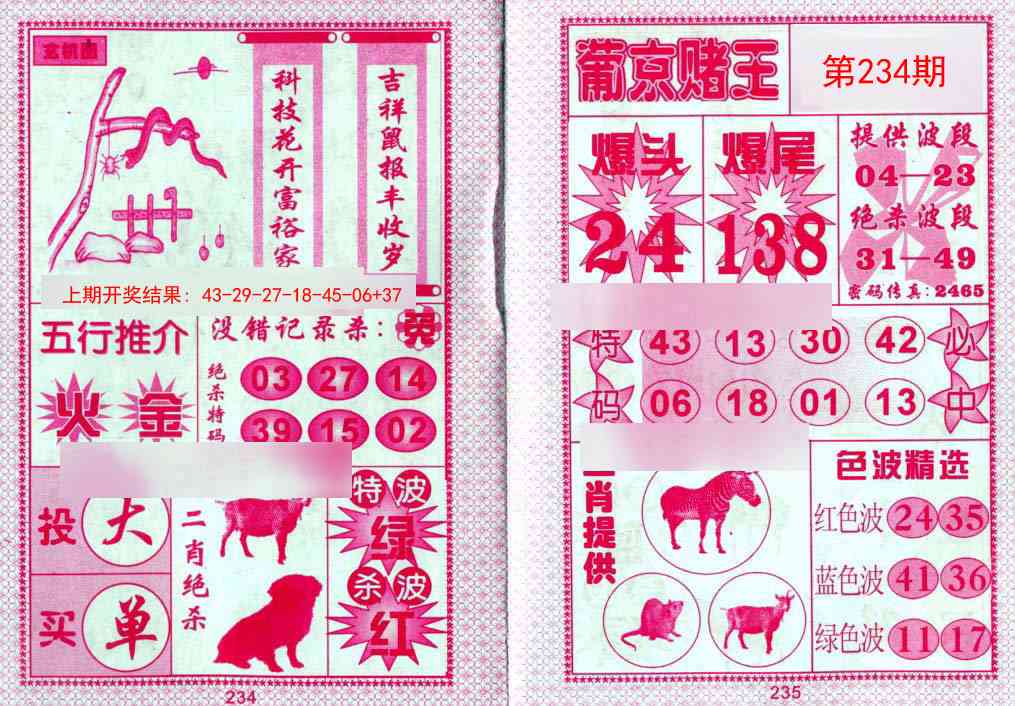 玄机图
科技花开富裕家
吉祥鼠报丰收岁
上期开奖结果：43-29-27-18-45-06+37
五行推介
火 金
没错记录杀：兔
绝杀特码
03 27 14
39 15 02
投 大
买 单
二肖绝杀
特波
绿
杀波
红
234
葡京赌王
第234期
爆头
24
爆尾
138
提供波段
04—23
绝杀波段
31—49
密码传真：2465
特码
43 13 30 42
06 18 01 13
必中
肖提供
色波精选
红色波 24 35
蓝色波 41 36
绿色波 11 17
235